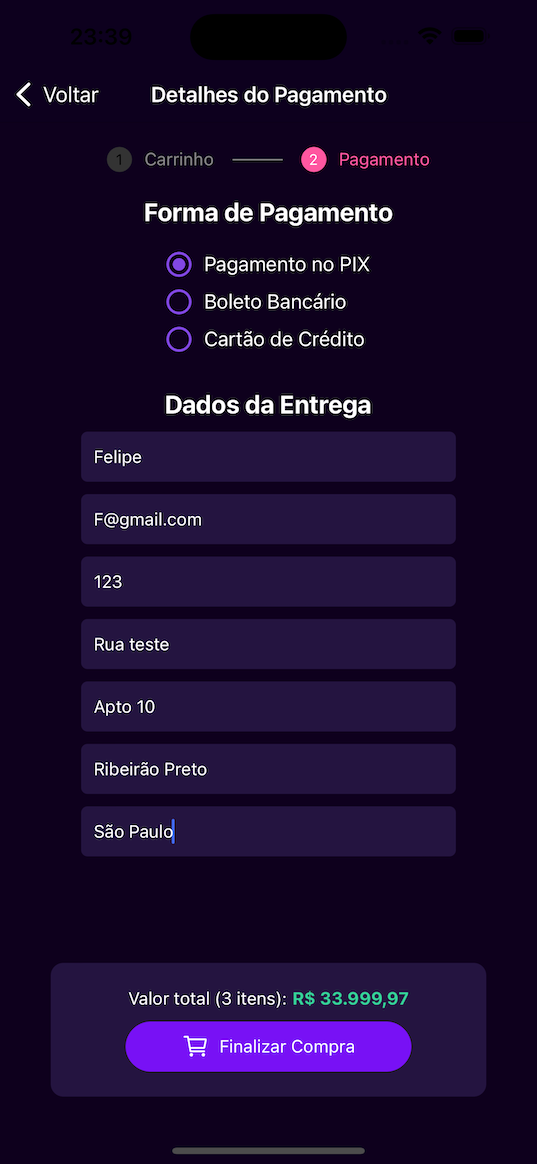 23:39
Voltar Detalhes do Pagamento
1 Carrinho 2 Pagamento
Forma de Pagamento
Pagamento no PIX
Boleto Bancário
Cartão de Crédito
Dados da Entrega
Felipe
F@gmail.com
123
Rua teste
Apto 10
Ribeirão Preto
São Paulo
Valor total (3 itens): R$ 33.999,97
Finalizar Compra